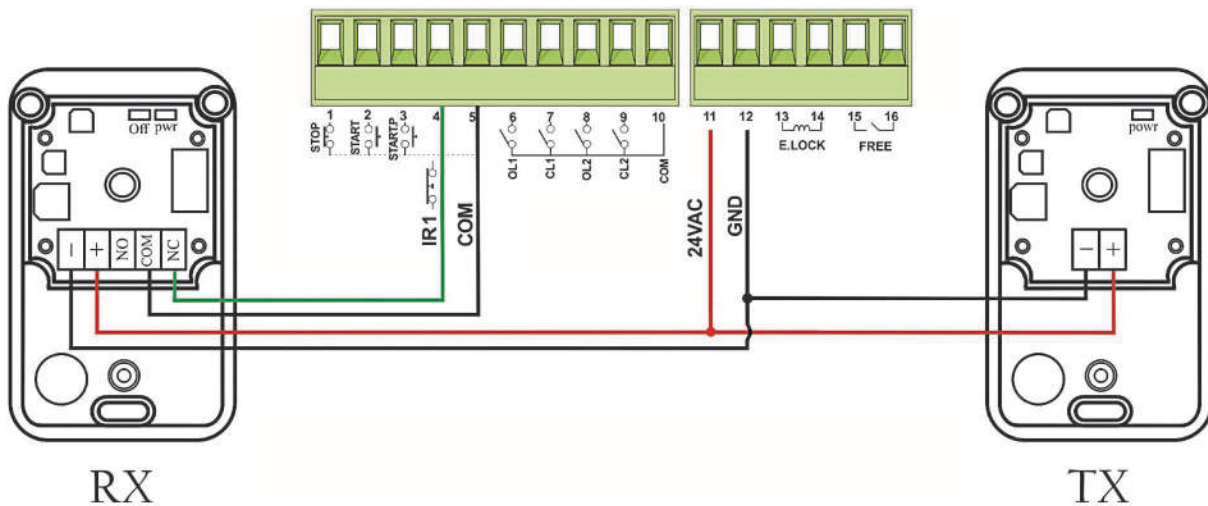 Off pwr
- + NO COM NC
RX
1 2 3 4 5 6 7 8 9 10
STOP START START.P
IR1 COM
OL1 CL1 OL2 CL2 COM
11 12 13 14 15 16
E.LOCK FREE
24VAC GND
powr
- +
TX